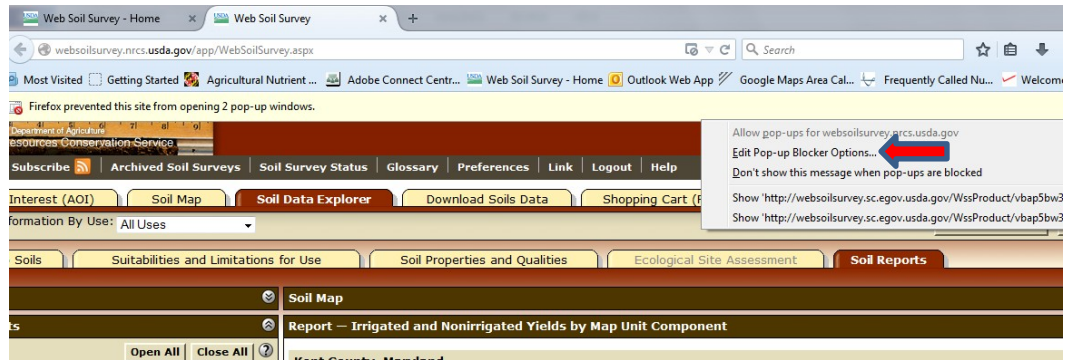 Web Soil Survey - Home × Web Soil Survey × +
websoilsurvey.nrcs.usda.gov/app/WebSoilSurvey.aspx Search
Most Visited Getting Started Agricultural Nutrient ... Adobe Connect Centr... Web Soil Survey - Home Outlook Web App Google Maps Area Cal... Frequently Called Nu... Welcome
Firefox prevented this site from opening 2 pop-up windows.
Allow pop-ups for websoilsurvey.nrcs.usda.gov
Edit Pop-up Blocker Options...
Don't show this message when pop-ups are blocked
Show 'http://websoilsurvey.sc.egov.usda.gov/WssProduct/vbap5bw3
Show 'http://websoilsurvey.sc.egov.usda.gov/WssProduct/vbap5bw3
Department of Agriculture
esources Conservation Service
Subscribe | Archived Soil Surveys | Soil Survey Status | Glossary | Preferences | Link | Logout | Help
Interest (AOI) Soil Map Soil Data Explorer Download Soils Data Shopping Cart (F
formation By Use: All Uses
Soils Suitabilities and Limitations for Use Soil Properties and Qualities Ecological Site Assessment Soil Reports
Soil Map
ts Report — Irrigated and Nonirrigated Yields by Map Unit Component
Open All Close All ?
Kent County, Maryland